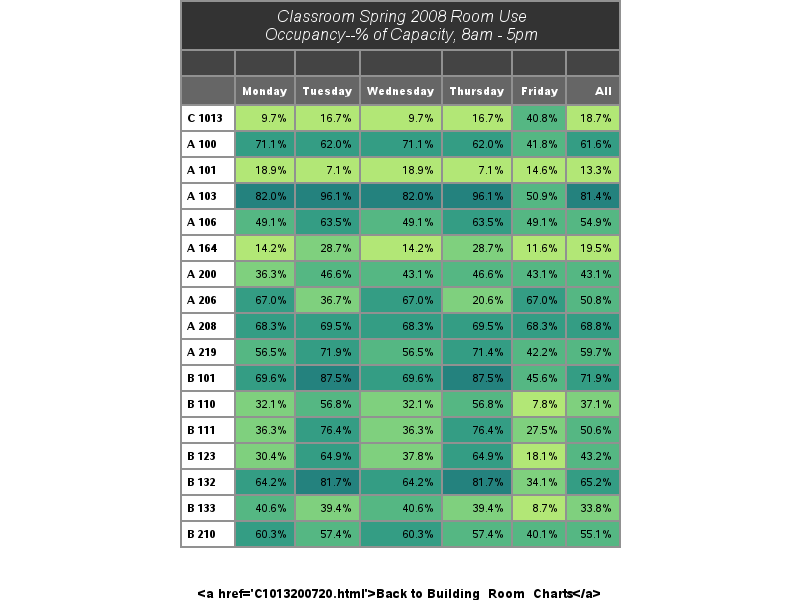 Classroom Spring 2008 Room Use
Occupancy--% of Capacity, 8am - 5pm
Monday Tuesday Wednesday Thursday Friday All
C 1013 9.7% 16.7% 9.7% 16.7% 40.8% 18.7%
A 100 71.1% 62.0% 71.1% 62.0% 41.8% 61.6%
A 101 18.9% 7.1% 18.9% 7.1% 14.6% 13.3%
A 103 82.0% 96.1% 82.0% 96.1% 50.9% 81.4%
A 106 49.1% 63.5% 49.1% 63.5% 49.1% 54.9%
A 164 14.2% 28.7% 14.2% 28.7% 11.6% 19.5%
A 200 36.3% 46.6% 43.1% 46.6% 43.1% 43.1%
A 206 67.0% 36.7% 67.0% 20.6% 67.0% 50.8%
A 208 68.3% 69.5% 68.3% 69.5% 68.3% 68.8%
A 219 56.5% 71.9% 56.5% 71.4% 42.2% 59.7%
B 101 69.6% 87.5% 69.6% 87.5% 45.6% 71.9%
B 110 32.1% 56.8% 32.1% 56.8% 7.8% 37.1%
B 111 36.3% 76.4% 36.3% 76.4% 27.5% 50.6%
B 123 30.4% 64.9% 37.8% 64.9% 18.1% 43.2%
B 132 64.2% 81.7% 64.2% 81.7% 34.1% 65.2%
B 133 40.6% 39.4% 40.6% 39.4% 8.7% 33.8%
B 210 60.3% 57.4% 60.3% 57.4% 40.1% 55.1%
<a href='C1013200720.html'>Back to Building  Room  Charts</a>